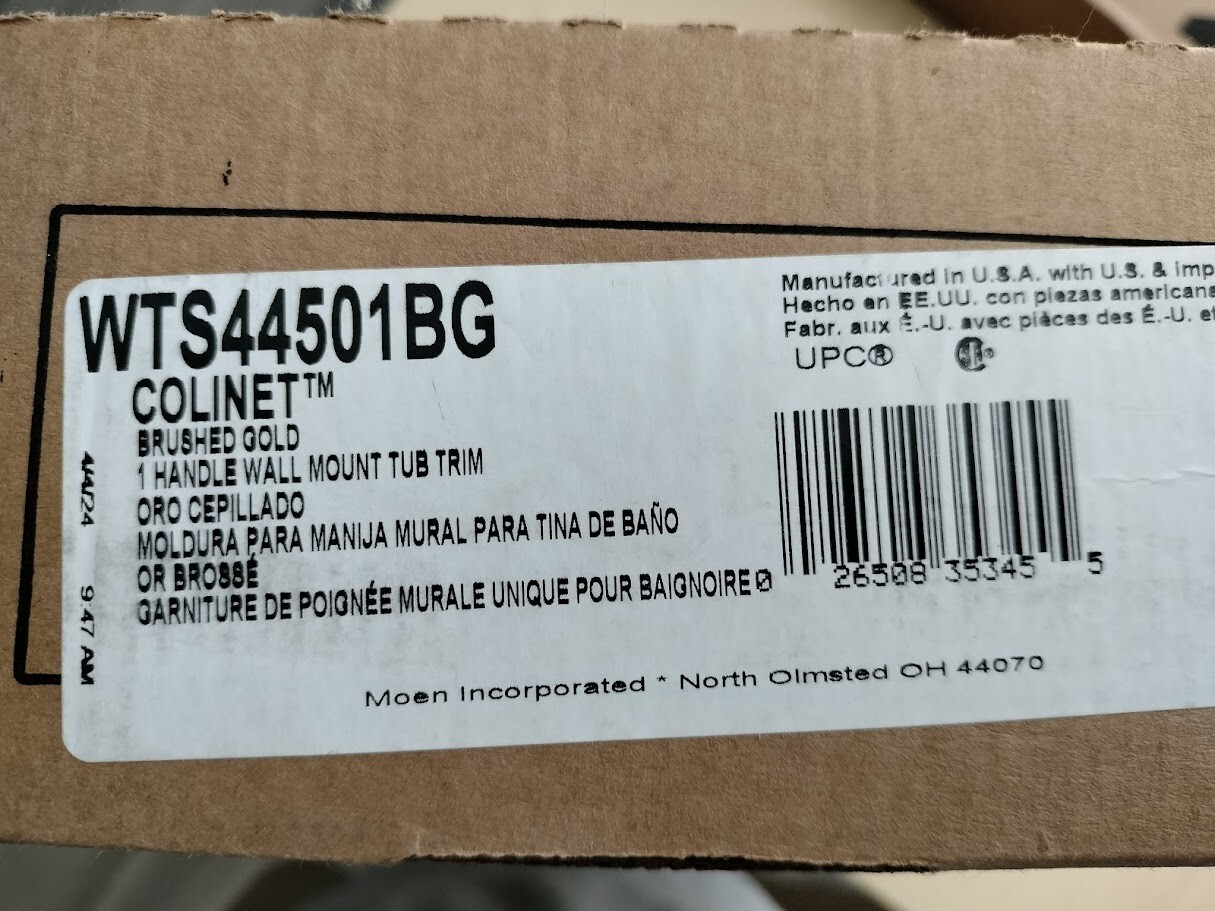 WTS44501BG
COLINET™
BRUSHED GOLD
1 HANDLE WALL MOUNT TUB TRIM
ORO CEPILLADO
MOLDURA PARA MANIJA MURAL PARA TINA DE BAÑO
OR BROSSÉ
GARNITURE DE POIGNÉE MURALE UNIQUE POUR BAIGNOIRE
4/4/24 9:47 AM
Manufactured in U.S.A. with U.S. & imp
Hecho en EE.UU. con piezas american
Fabr. aux É.-U. avec pièces des É.-U. et
UPC®
26508 35345 5
Moen Incorporated * North Olmsted OH 44070